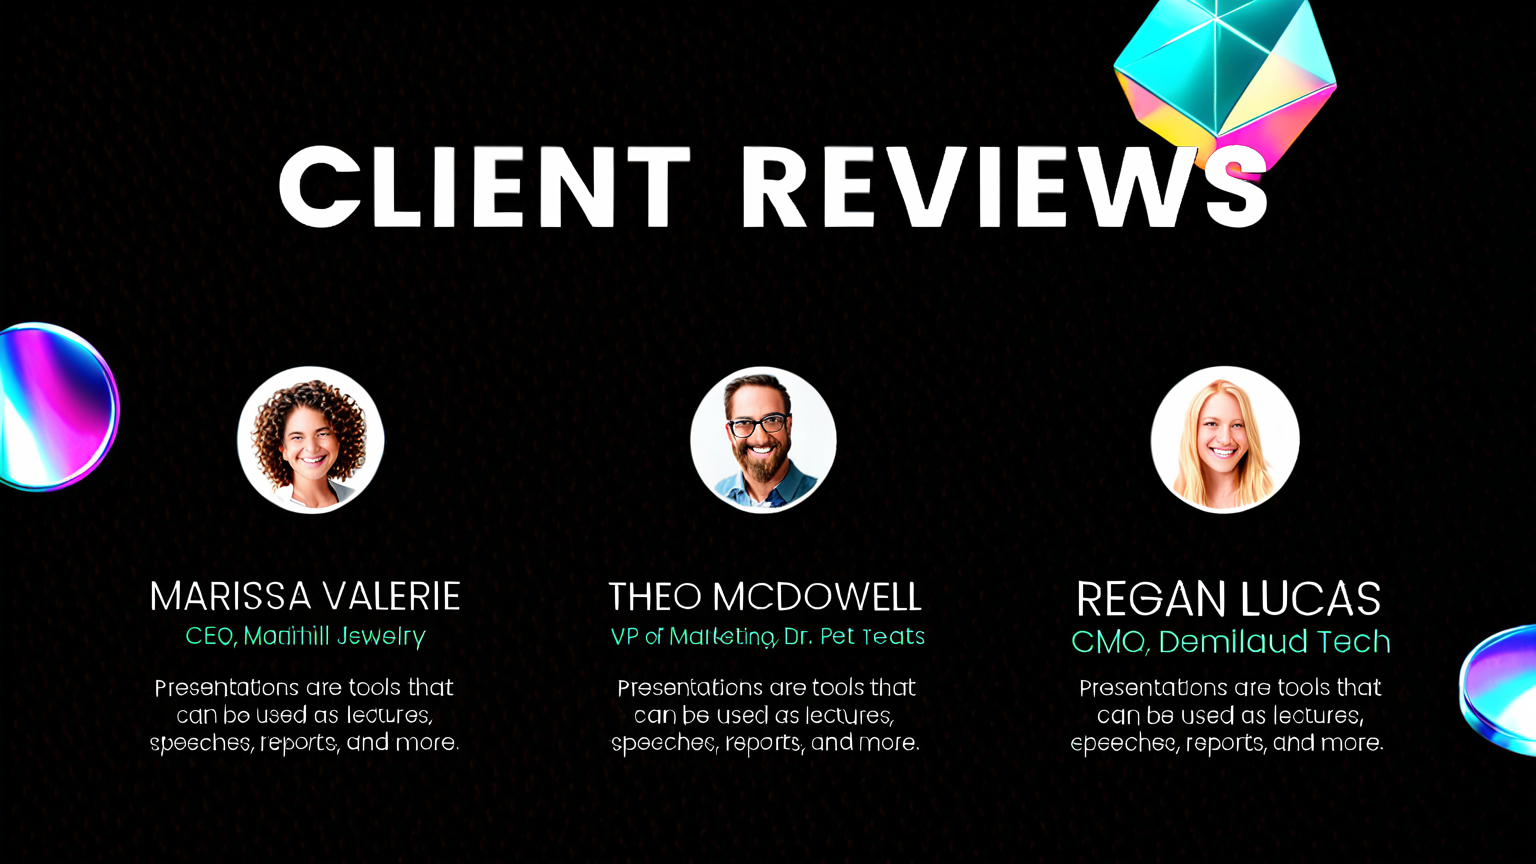 CLIENT REVIEWS
MARISSA VALERIE
CEO, Jewelry
Presentations are tools that
can be used as lectures,
speeches, reports, and more.
THEO MCDOWELL
VP of Marketing, Dr. Pet Teats
Presentations are tools that
can be used as lectures,
speeches, reports, and more.
REGAN LUCAS
CMO, Demilaud Tech
Presentations are tools that
can be used as lectures,
epeeches, reports, and more.